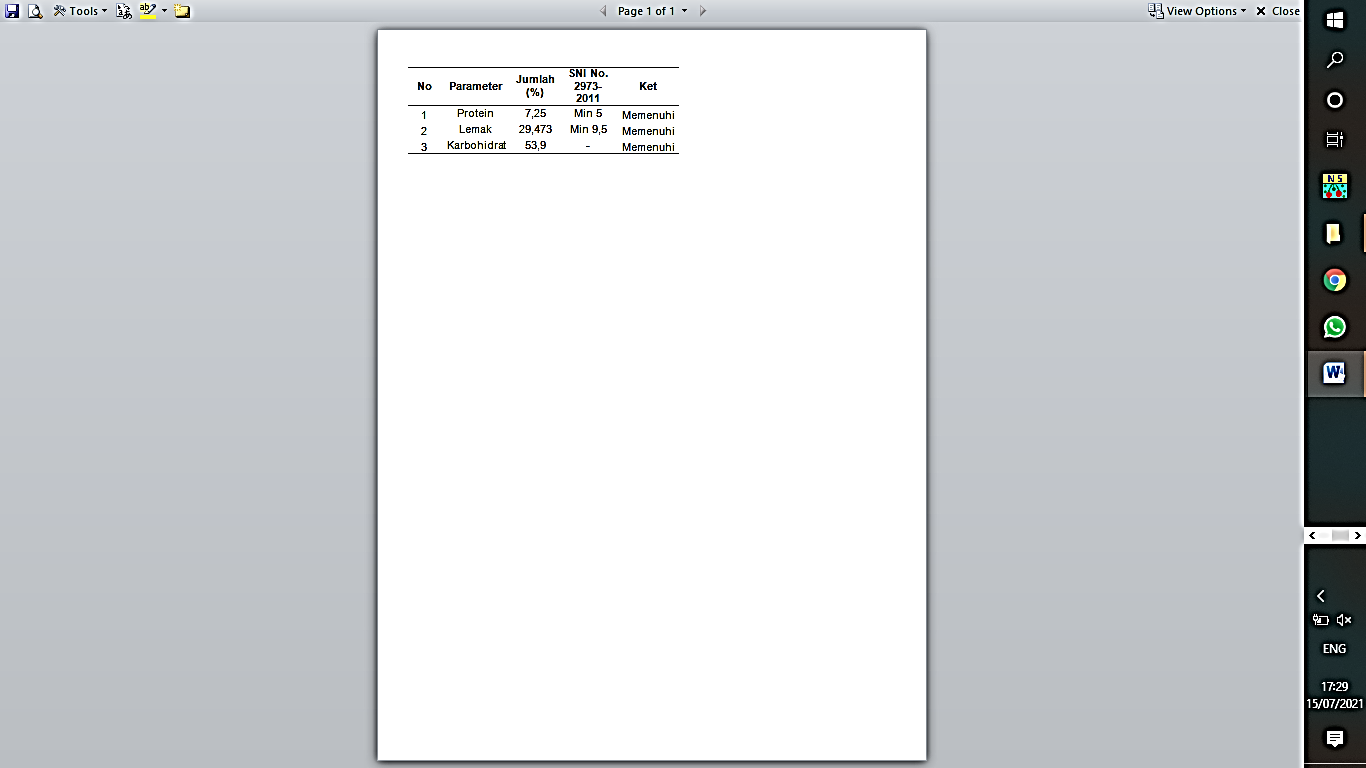 Tools
Page 1 of 1
View Options
Close
No Parameter Jumlah (%) SNI No. 2973-2011 Ket
1 Protein 7,25 Min 5 Memenuhi
2 Lemak 29,473 Min 9,5 Memenuhi
3 Karbohidrat 53,9 - Memenuhi
N S
W
ENG
17:29
15/07/2021